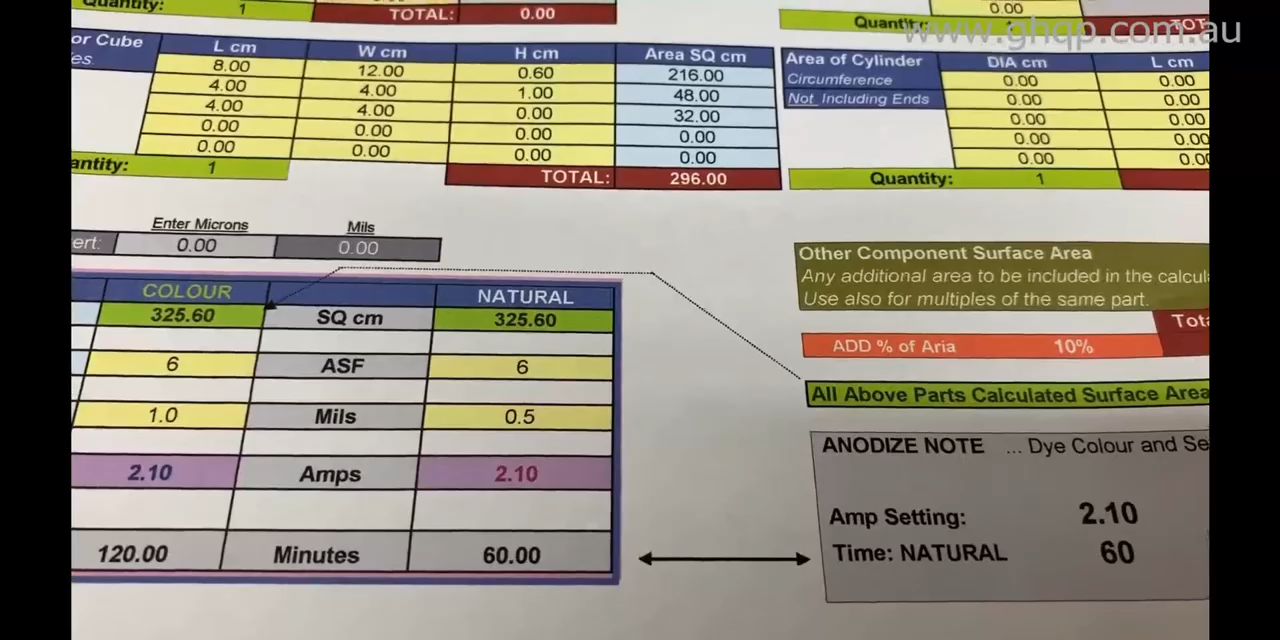 Quantity: 1 TOTAL: 0.00
0.00
www.ghqp.com.au
or Cube L cm W cm H cm Area SQ cm
es. 8.00 12.00 0.60 216.00
4.00 4.00 1.00 48.00
4.00 4.00 0.00 32.00
0.00 0.00 0.00 0.00
0.00 0.00 0.00 0.00
antity: 1 TOTAL: 296.00
Area of Cylinder DIA cm L cm
Circumference 0.00 0.00
Not Including Ends 0.00 0.00
0.00 0.00
0.00 0.00
0.00 0.00
Quantity: 1
Enter Microns Mils
ert: 0.00 0.00
COLOUR NATURAL
325.60 SQ cm 325.60
6 ASF 6
1.0 Mils 0.5
2.10 Amps 2.10
120.00 Minutes 60.00
Other Component Surface Area
Any additional area to be included in the calcul
Use also for multiples of the same part.
Tota
ADD % of Aria 10%
All Above Parts Calculated Surface Area
ANODIZE NOTE ... Dye Colour and Se
Amp Setting: 2.10
Time: NATURAL 60